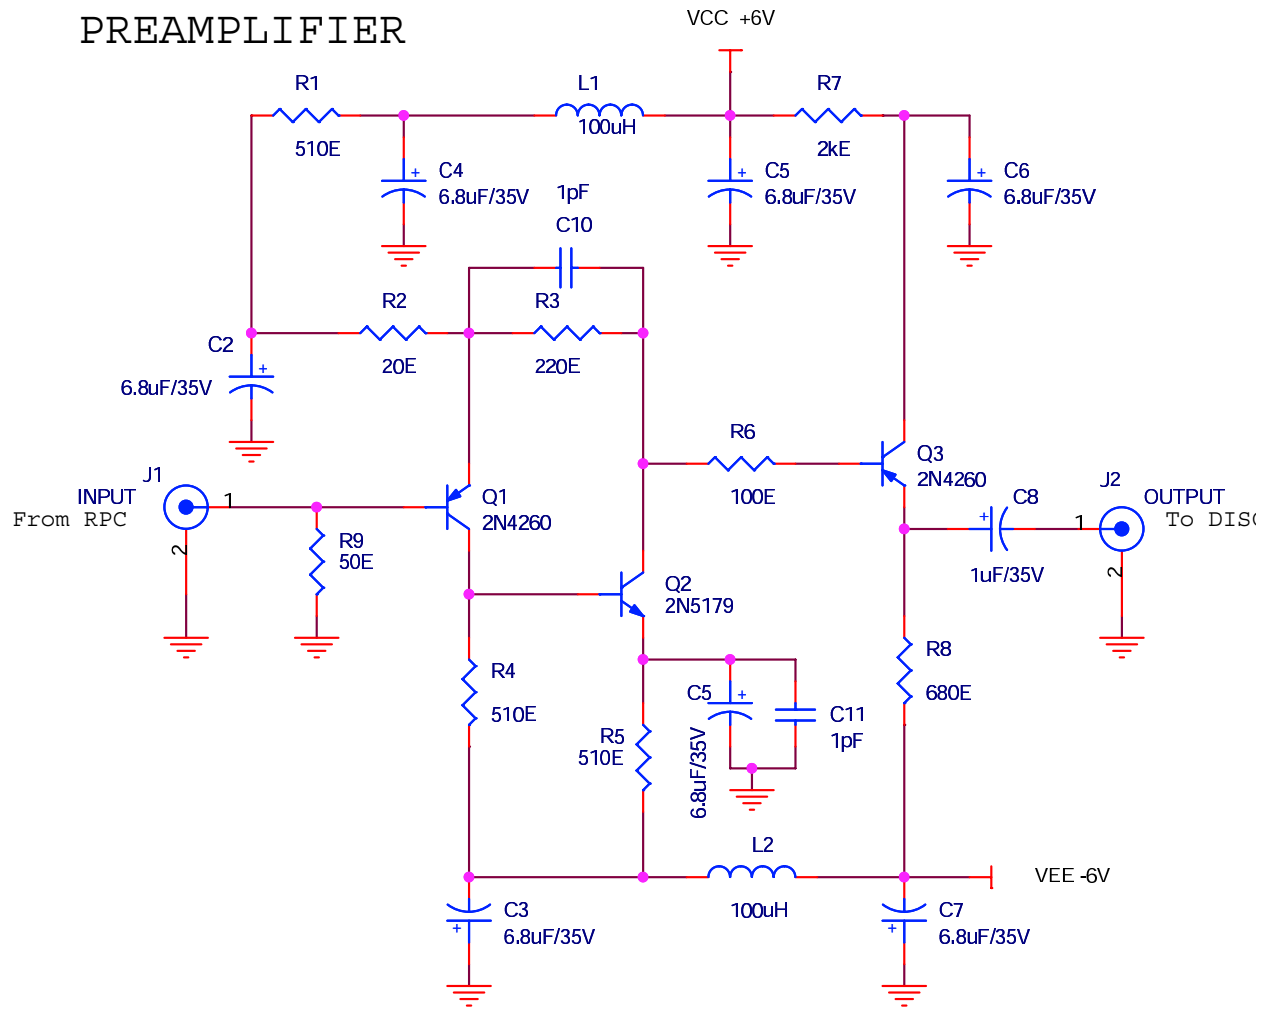 PREAMPLIFIER
VCC +6V
R1
L1
R7
510E
100uH
2kE
C4
6.8uF/35V
C5
6.8uF/35V
C6
6.8uF/35V
1pF
C10
R2
R3
C2
20E
220E
6.8uF/35V
R6
100E
Q3
2N4260
J1
INPUT
1
From RPC
2
Q1
2N4260
R9
50E
C8
1uF/35V
J2
1
OUTPUT
2
Q2
2N5179
R4
510E
R5
510E
C5
6.8uF/35V
C11
1pF
R8
680E
L2
100uH
VEE -6V
C3
6.8uF/35V
C7
6.8uF/35V
To